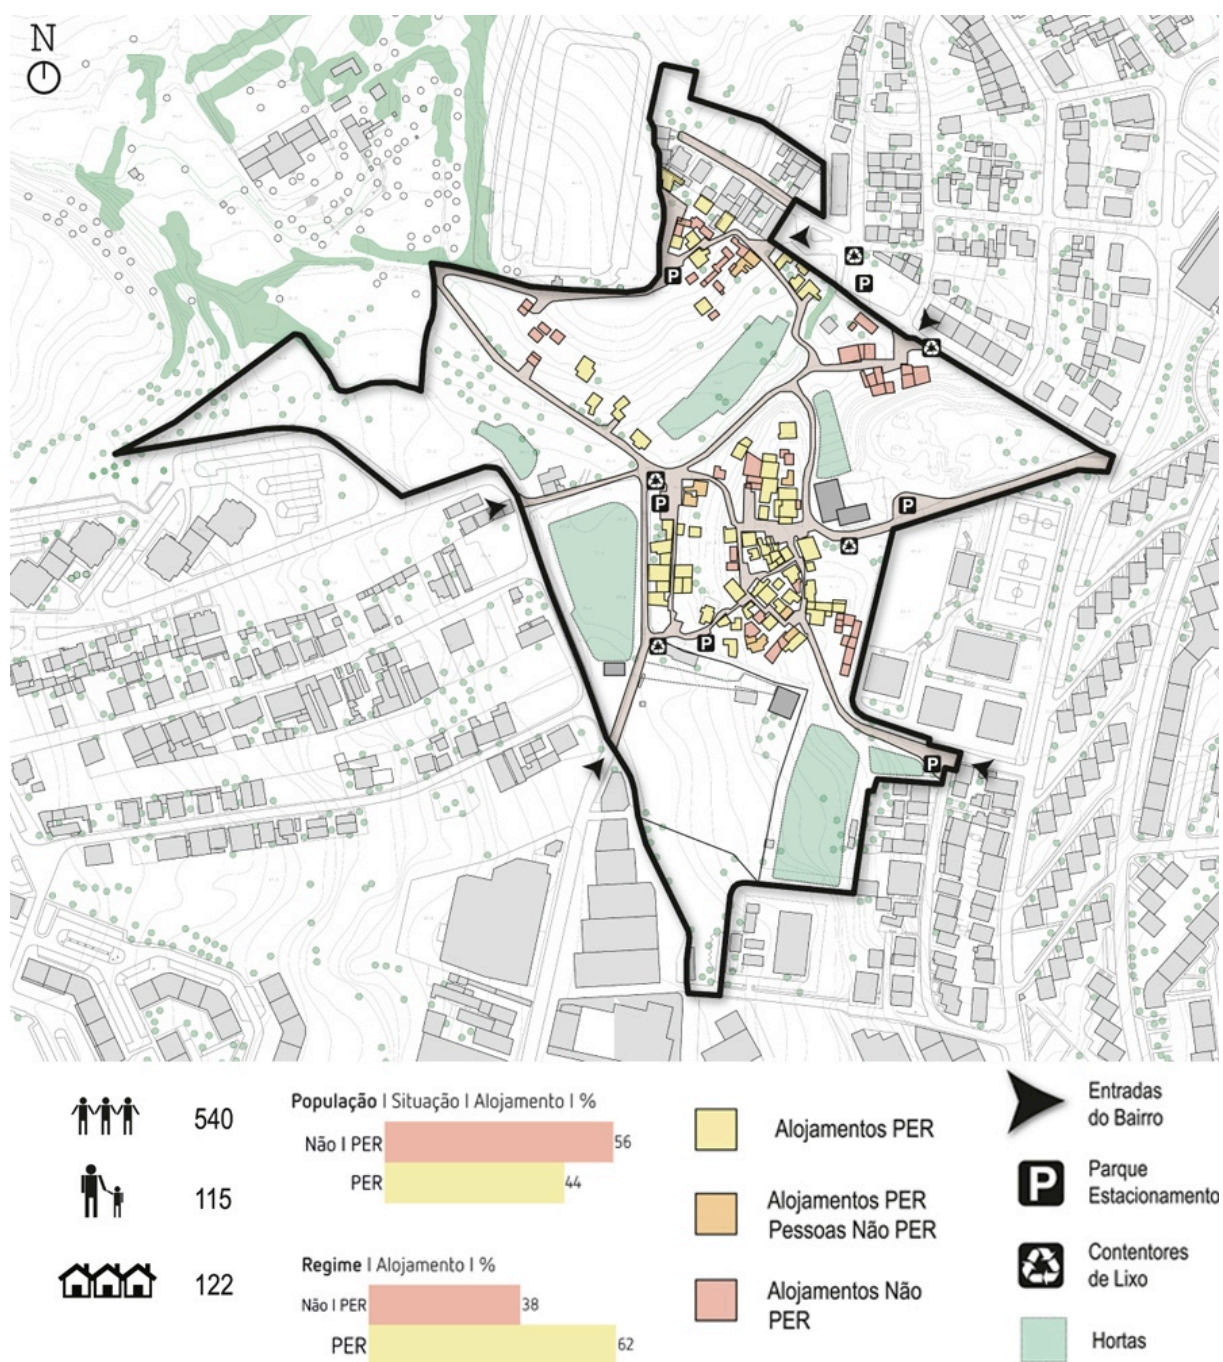 N
P
P
P
P
P
P
540
115
122
População | Situação | Alojamento | %
Não | PER
56
PER
44
Regime | Alojamento | %
Não | PER
38
PER
62
Alojamentos PER
Alojamentos PER
Pessoas Não PER
Alojamentos Não
PER
Entradas
do Bairro
P
Parque
Estacionamento
Contentores
de Lixo
Hortas